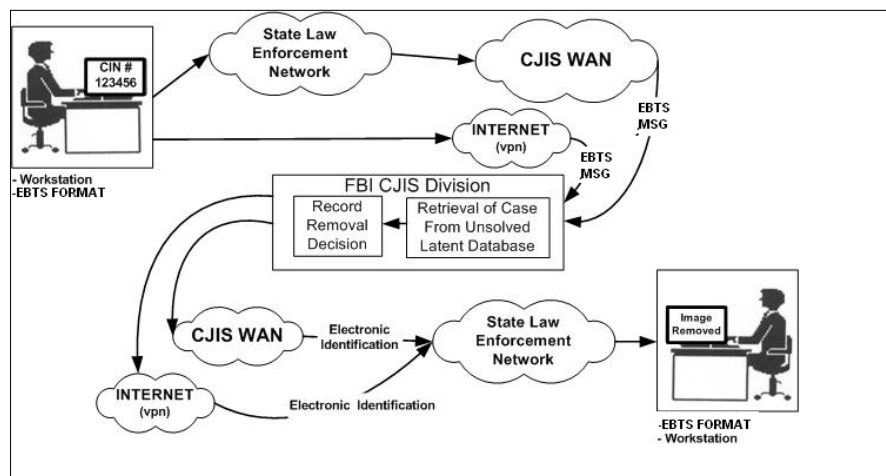 CIN #
123456
- Workstation
-EBTS FORMAT
State Law
Enforcement
Network
CJIS WAN
EBTS
MSG
INTERNET
(vpn)
EBTS
MSG
FBI CJIS Division
Record
Removal
Decision
Retrieval of Case
From Unsolved
Latent Database
CJIS WAN
Electronic
Identification
State Law
Enforcement
Network
Image
Removed
INTERNET
(vpn)
Electronic Identification
-EBTS FORMAT
- Workstation